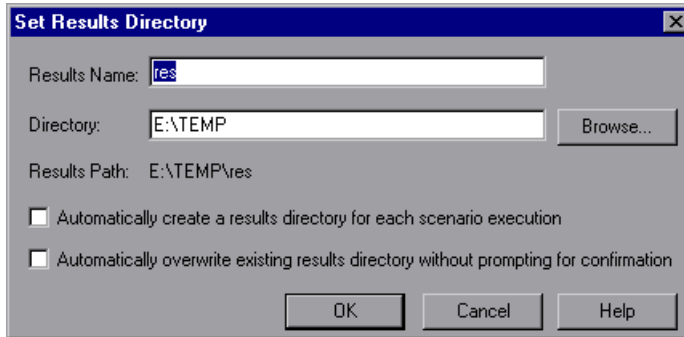 Set Results Directory
Results Name: res
Directory: E:\TEMP Browse...
Results Path: E:\TEMP\res
Automatically create a results directory for each scenario execution
Automatically overwrite existing results directory without prompting for confirmation
OK Cancel Help